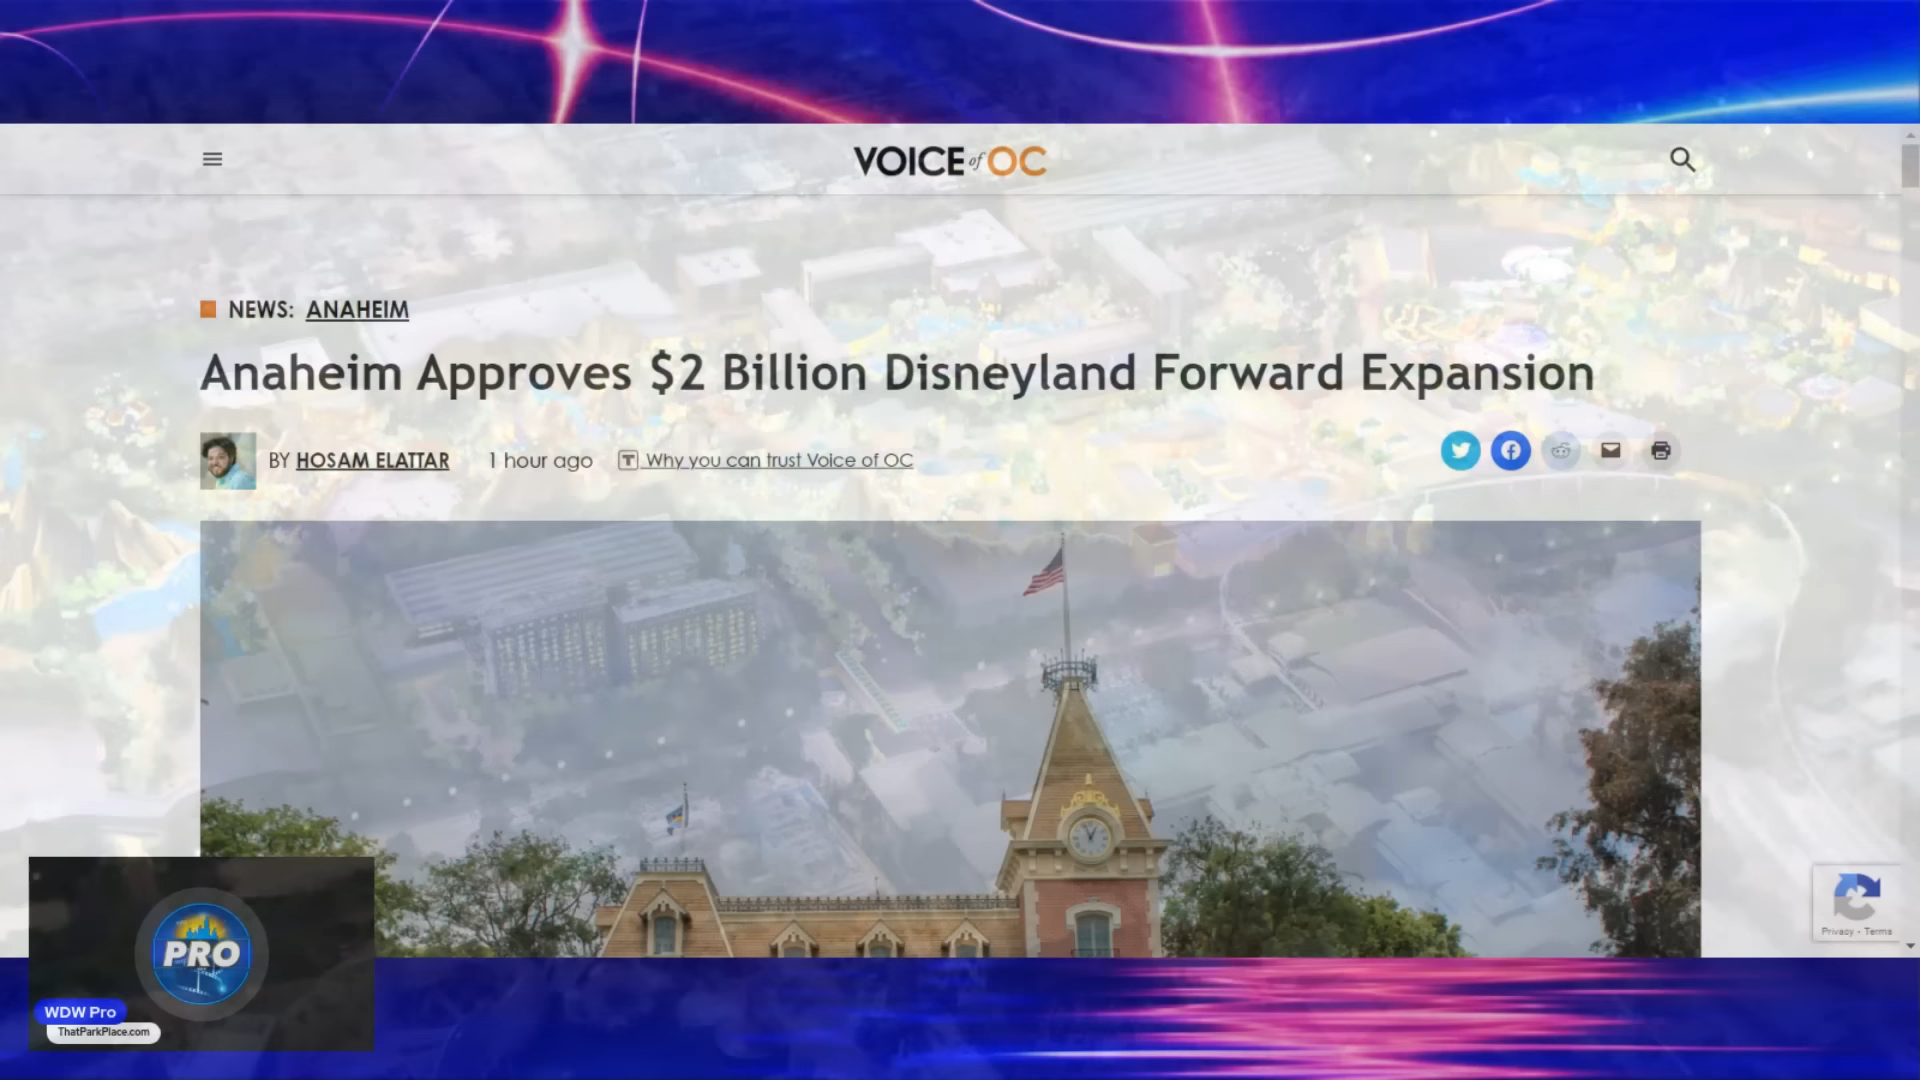 VOICE of OC
NEWS: ANAHEIM
Anaheim Approves $2 Billion Disneyland Forward Expansion
BY HOSAM ELATTAR 1 hour ago T Why you can trust Voice of OC
PRO
WDW Pro
ThatParkPlace.com
Privacy - Terms